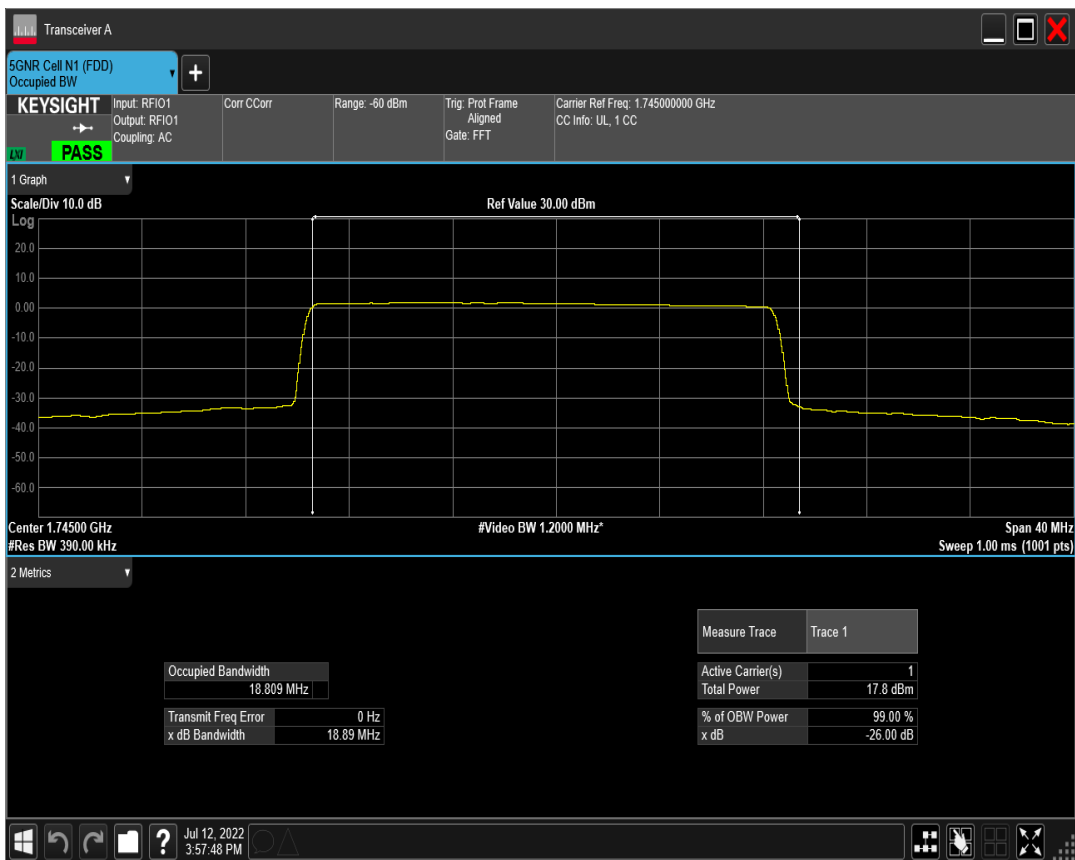 Transceiver A
5GNR Cell N1 (FDD)
Occupied BW
+
KEYSIGHT
LXI
PASS
Input: RFIO1
Output: RFIO1
Coupling: AC
Corr CCorr
Range: -60 dBm
Trig: Prot Frame
Aligned
Gate: FFT
Carrier Ref Freq: 1.745000000 GHz
CC Info: UL, 1 CC
1 Graph
Scale/Div 10.0 dB
Ref Value 30.00 dBm
Log
20.0
10.0
0.00
-10.0
-20.0
-30.0
-40.0
-50.0
-60.0
Center 1.74500 GHz
#Video BW 1.2000 MHz*
Span 40 MHz
#Res BW 390.00 kHz
Sweep 1.00 ms (1001 pts)
2 Metrics
Measure Trace Trace 1
Occupied Bandwidth
18.809 MHz
Active Carrier(s) 1
Total Power 17.8 dBm
Transmit Freq Error 0 Hz
x dB Bandwidth 18.89 MHz
% of OBW Power 99.00 %
x dB -26.00 dB
?
Jul 12, 2022
3:57:48 PM